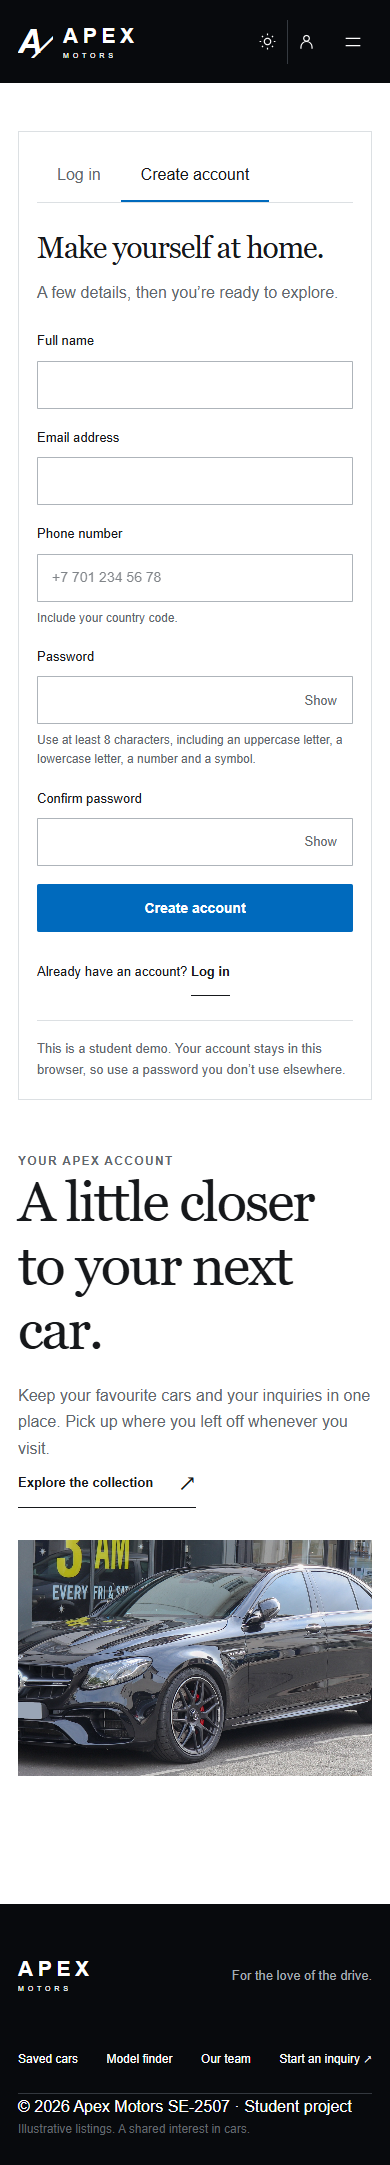 APEX
MOTORS
Log in
Create account
Make yourself at home.
A few details, then you’re ready to explore.
Full name
Email address
Phone number
+7 701 234 56 78
Include your country code.
Password
Show
Use at least 8 characters, including an uppercase letter, a
lowercase letter, a number and a symbol.
Confirm password
Show
Create account
Already have an account? Log in
This is a student demo. Your account stays in this
browser, so use a password you don’t use elsewhere.
YOUR APEX ACCOUNT
A little closer
to your next
car.
Keep your favourite cars and your inquiries in one
place. Pick up where you left off whenever you
visit.
Explore the collection ↗
3 AM
EVERY FRI & SAT
APEX
MOTORS
For the love of the drive.
Saved cars
Model finder
Our team
Start an inquiry ↗
© 2026 Apex Motors SE-2507 · Student project
Illustrative listings. A shared interest in cars.